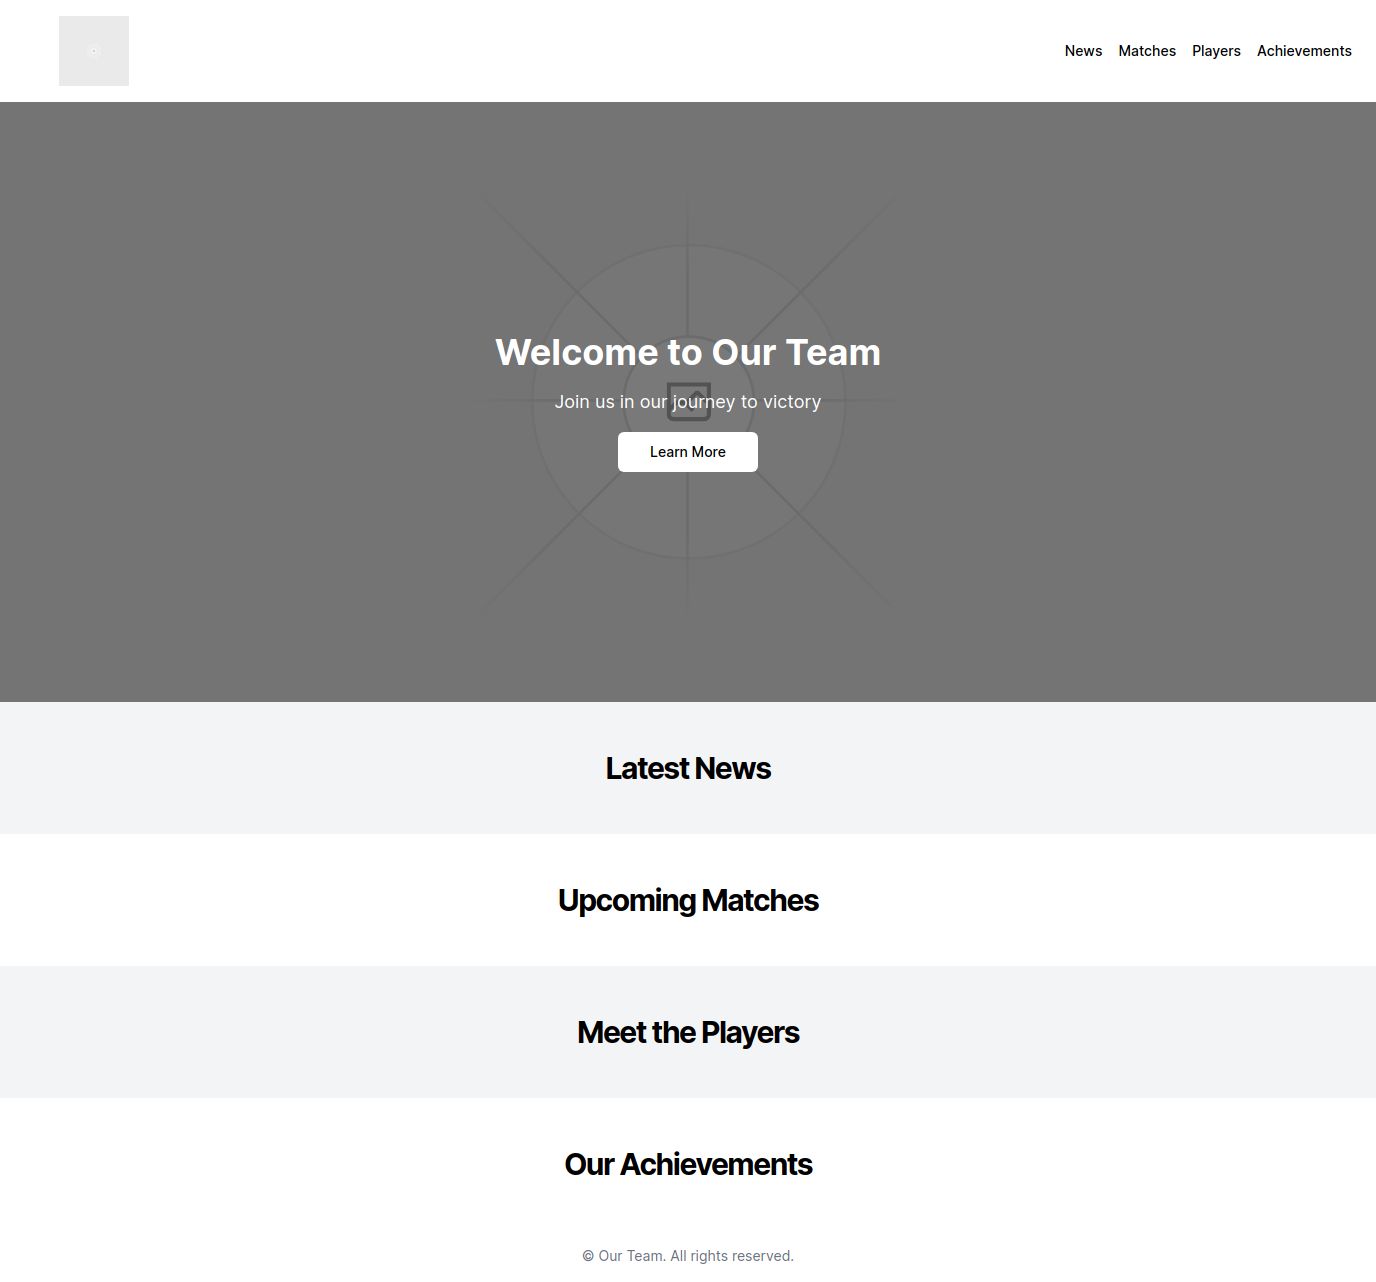 News Matches Players Achievements
Welcome to Our Team
Join us in our journey to victory
Learn More
Latest News
Upcoming Matches
Meet the Players
Our Achievements
© Our Team. All rights reserved.